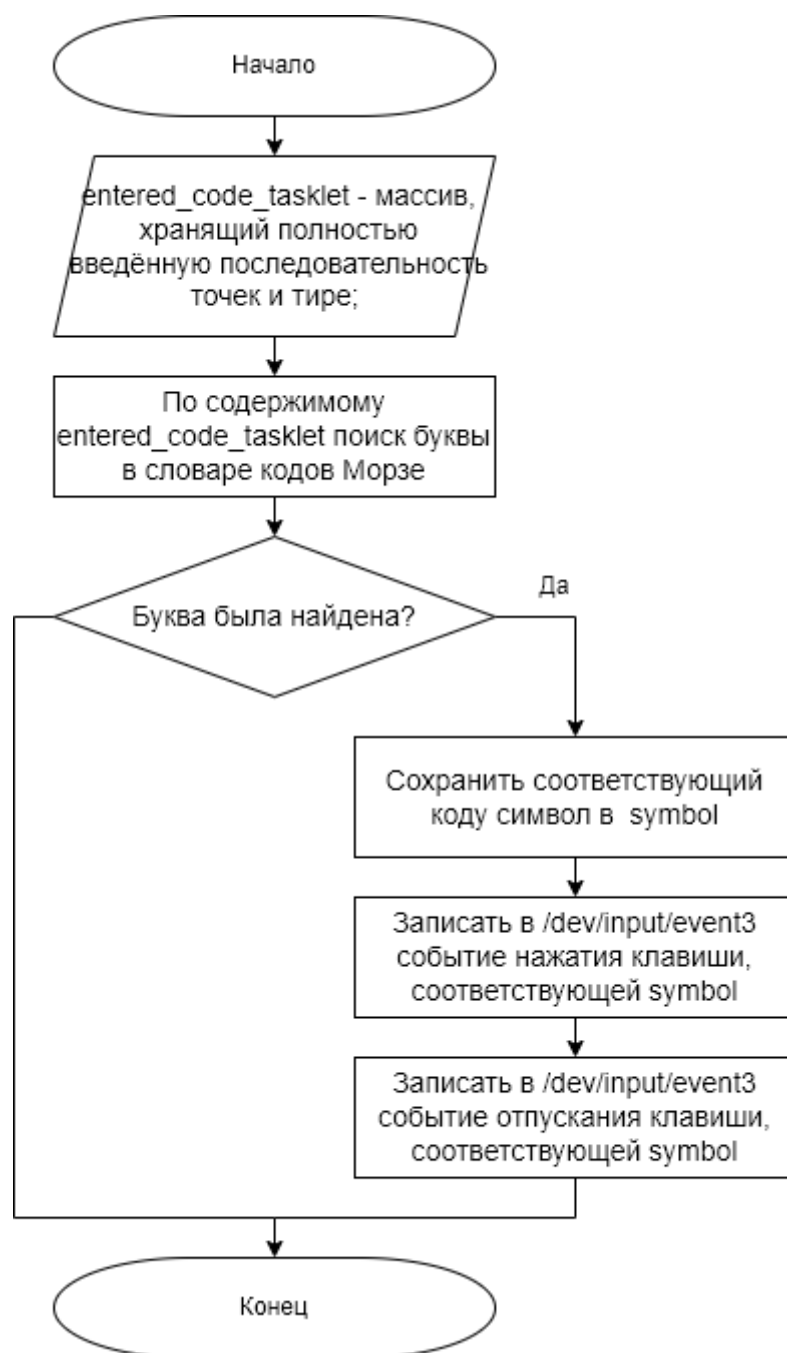 Начало
entered_code_tasklet - массив,
хранящий полностью
введённую последовательность
точек и тире;
По содержимому
entered_code_tasklet поиск буквы
в словаре кодов Морзе
Буква была найдена?
Да
Сохранить соответствующий
коду символ в symbol
Записать в /dev/input/event3
событие нажатия клавиши,
соответствующей symbol
Записать в /dev/input/event3
событие отпускания клавиши,
соответствующей symbol
Конец